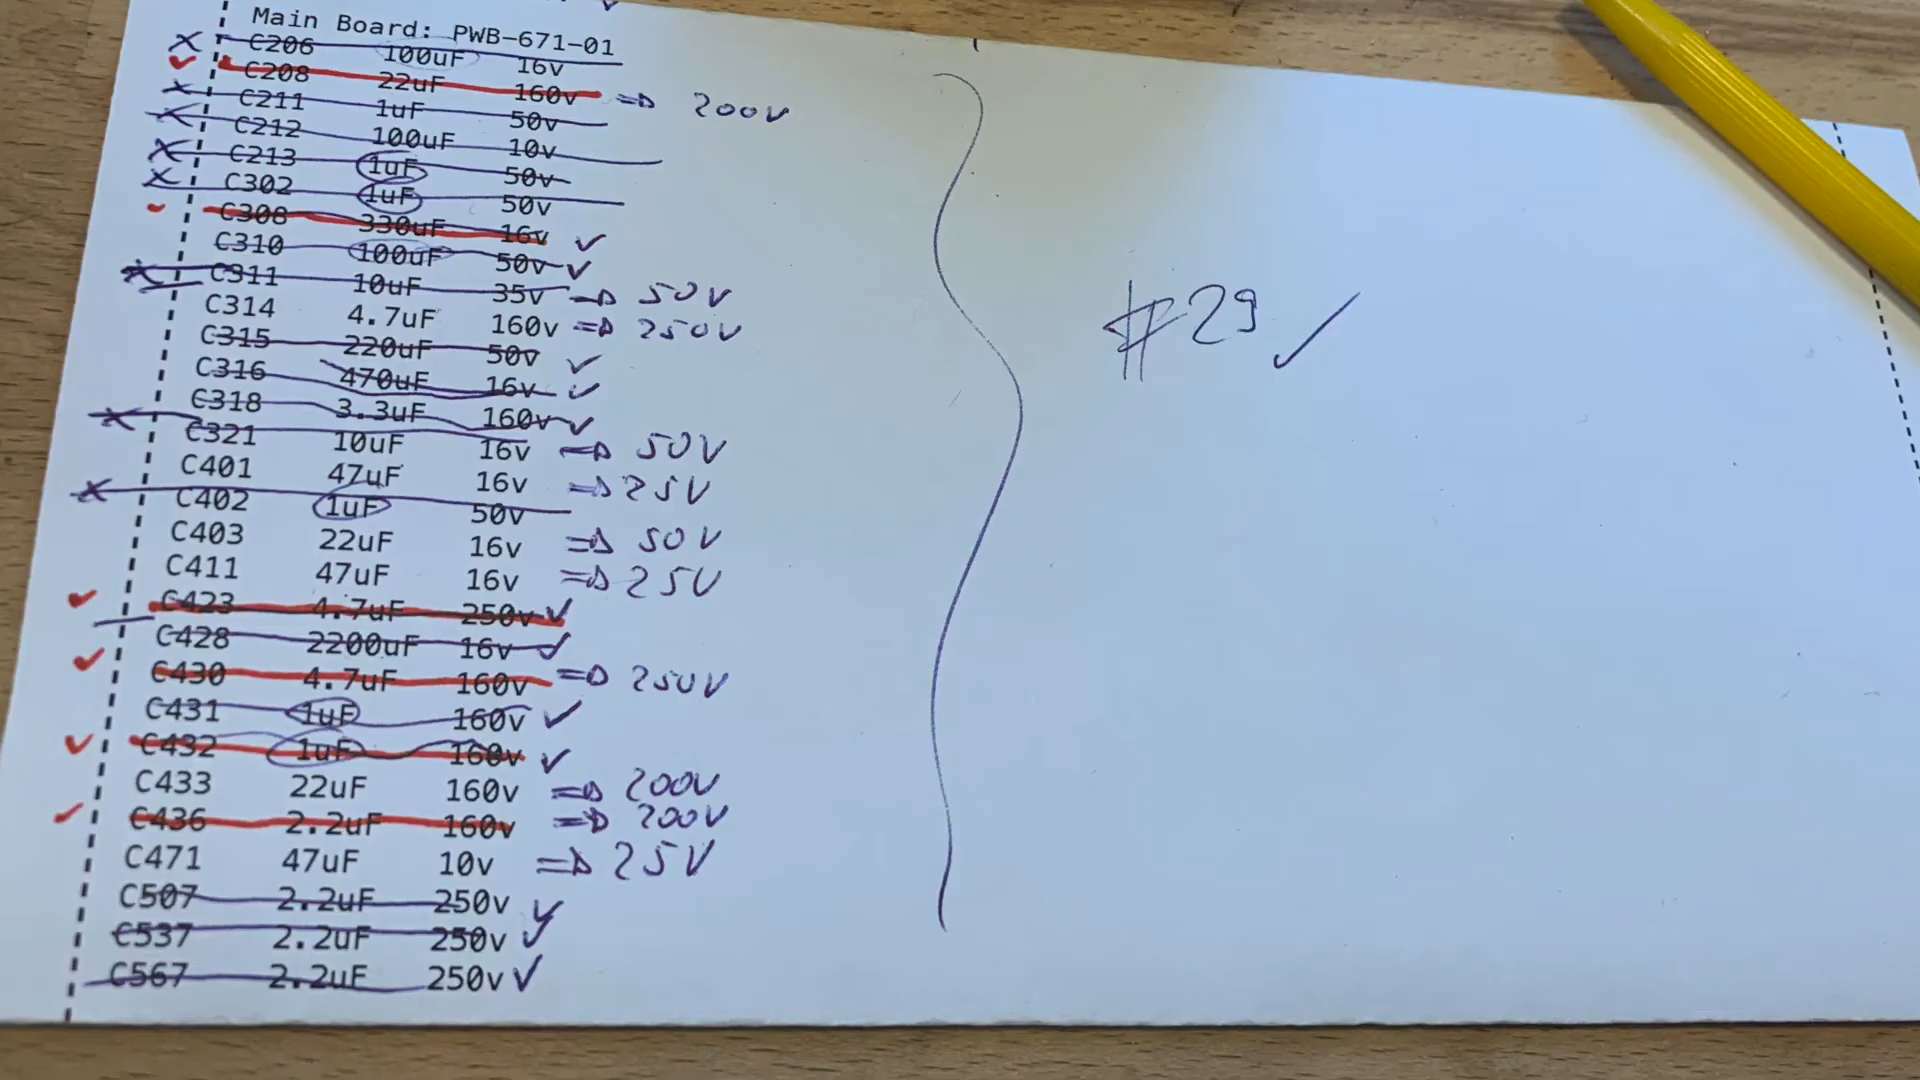 Main Board: PWB-671-01
C206 100uF 16v
C208 22uF 160v => 200V
C211 1uF 50v
C212 100uF 10v
C213 1uF 50v
C302 1uF 50v
C308 330uF 16v ✓
C310 100uF 50v ✓
C311 10uF 35v => 50V
C314 4.7uF 160v => 250V
C315 220uF 50v ✓
C316 470uF 16v ✓
C318 3.3uF 160v ✓
C321 10uF 16v => 50V
C401 47uF 16v => 25V
C402 1uF 50v
C403 22uF 16v => 50V
C411 47uF 16v => 25V
C423 4.7uF 250v ✓
C428 2200uF 16v ✓
C430 4.7uF 160v => 250V
C431 1uF 160v ✓
C432 1uF 160v ✓
C433 22uF 160v => 200V
C436 2.2uF 160v => 200V
C471 47uF 10v => 25V
C507 2.2uF 250v ✓
C537 2.2uF 250v ✓
C567 2.2uF 250v ✓
#29 ✓